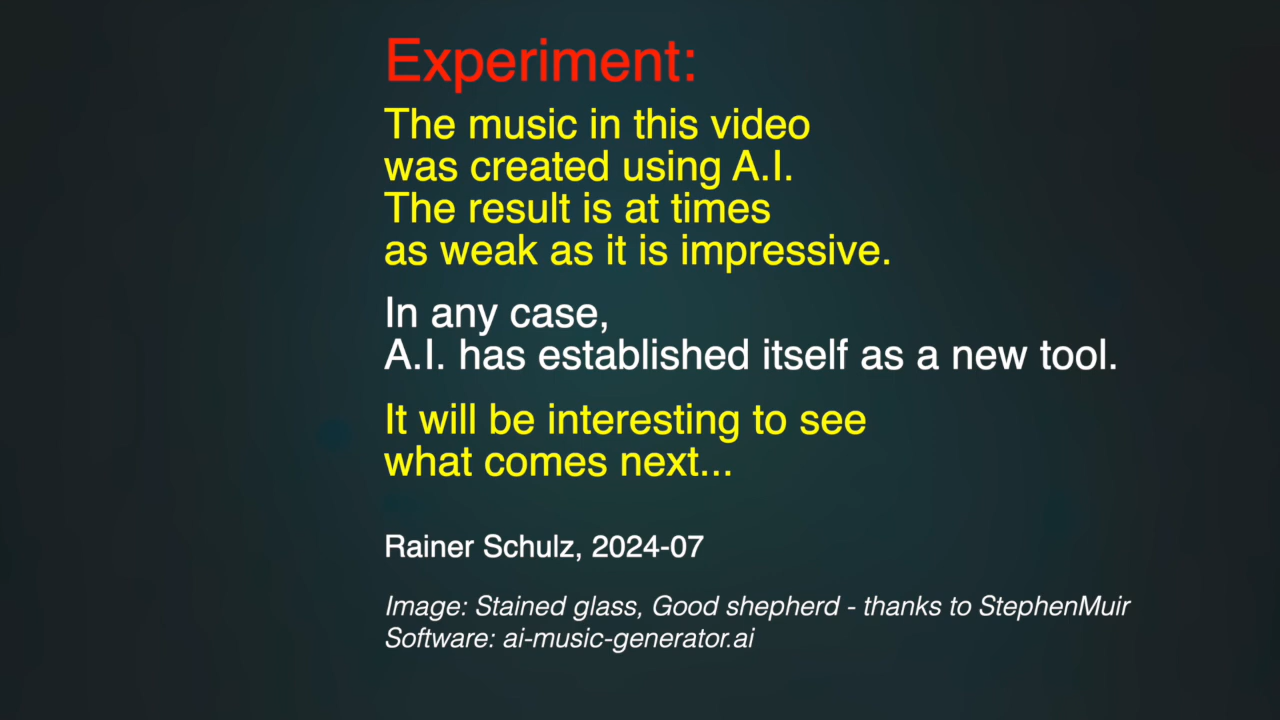 Experiment:
The music in this video
was created using A.I.
The result is at times
as weak as it is impressive.
In any case,
A.I. has established itself as a new tool.
It will be interesting to see
what comes next...
Rainer Schulz, 2024-07
Image: Stained glass, Good shepherd - thanks to StephenMuir
Software: ai-music-generator.ai